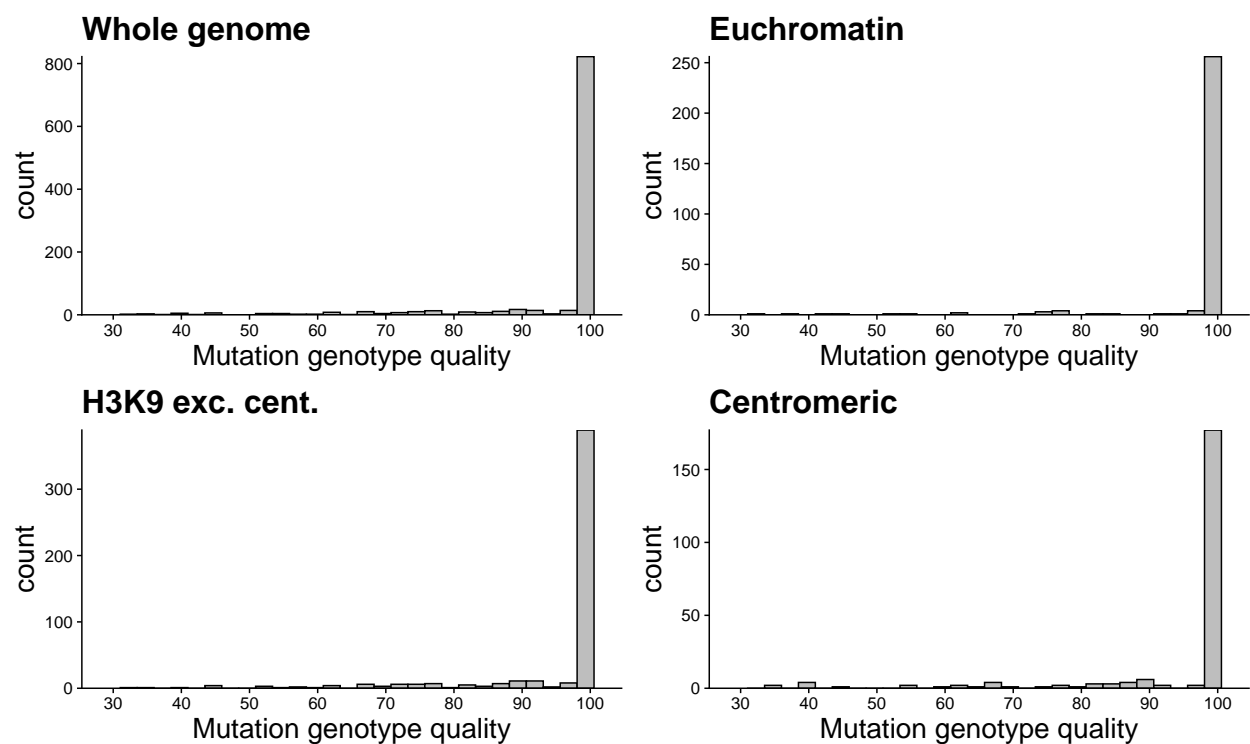 Whole genome
800
600
400
200
0
count
30 40 50 60 70 80 90 100
Mutation genotype quality
Euchromatin
250
200
150
100
50
0
count
30 40 50 60 70 80 90 100
Mutation genotype quality
H3K9 exc. cent.
300
200
100
0
count
30 40 50 60 70 80 90 100
Mutation genotype quality
Centromeric
150
100
50
0
count
30 40 50 60 70 80 90 100
Mutation genotype quality